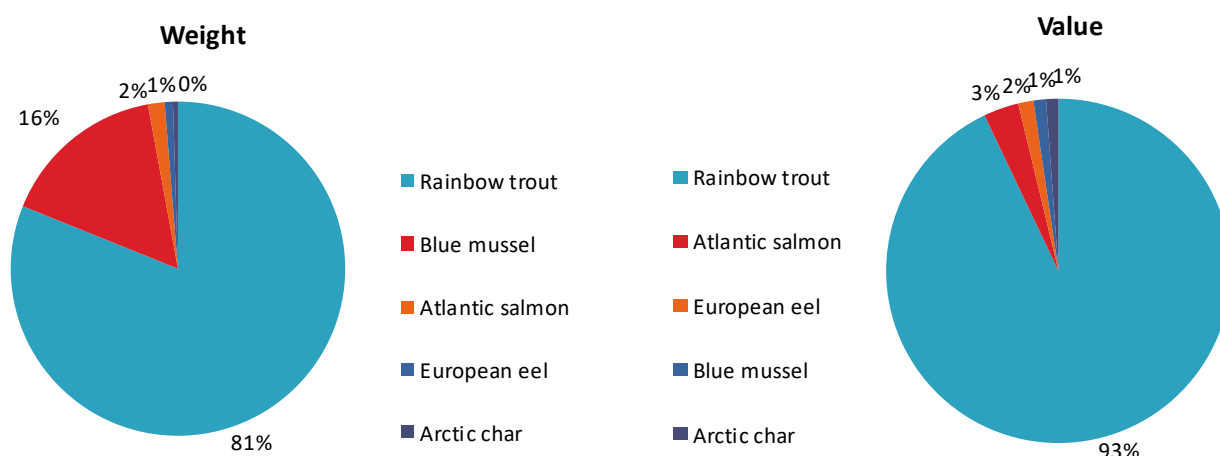 Weight
2%
1%
0%
16%
81%
Rainbow trout
Blue mussel
Atlantic salmon
European eel
Arctic char
Value
3%
2%
1%
1%
93%
Rainbow trout
Atlantic salmon
European eel
Blue mussel
Arctic char